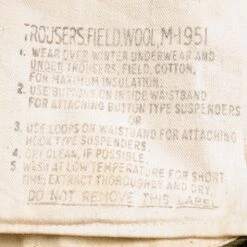 TROUSERS, FIELD, WOOL, M-1951
1. WEAR OVER WINTER UNDERWEAR AND
UNDER TROUSERS, FIELD, COTTON,
FOR MAXIMUM INSULATION.
2. USE BUTTONS ON INSIDE WAISTBAND
FOR ATTACHING BUTTON TYPE SUSPENDERS
OR
3. USE LOOPS ON WAISTBAND FOR ATTACHING
HOOK TYPE SUSPENDERS.
4. DRY CLEAN, IF POSSIBLE.
5. WASH AT LOW TEMPERATURE FOR SHORT
TIME; EXTRACT THOROUGHLY AND DRY.
DO NOT REMOVE THIS LABEL